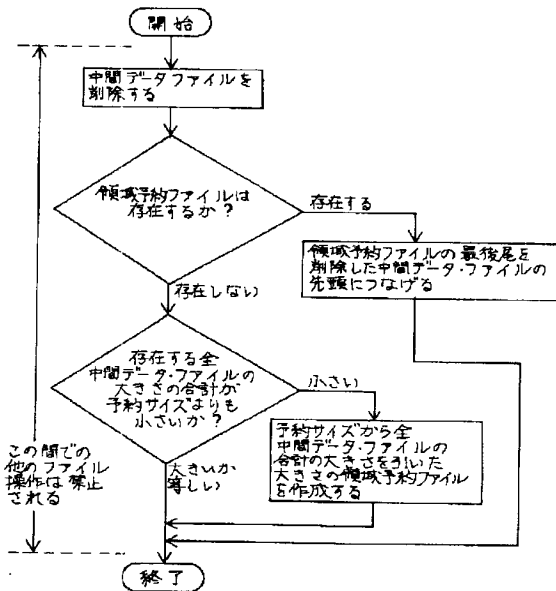 開始
中間データファイルを
削除する
領域予約ファイルは
存在するか?
存在する
領域予約ファイルの最後尾を
削除した中間データ・ファイルの
先頭につなげる
存在しない
存在する全
中間データ・ファイルの
大きさの合計が
予約サイズよりも
小さいか?
小さい
予約サイズから全
中間データ・ファイルの
合計の大きさを引いた
大きさの領域予約ファイル
を作成する
大きいか
等しい
この間での
他のファイル
操作は禁止
される
終了